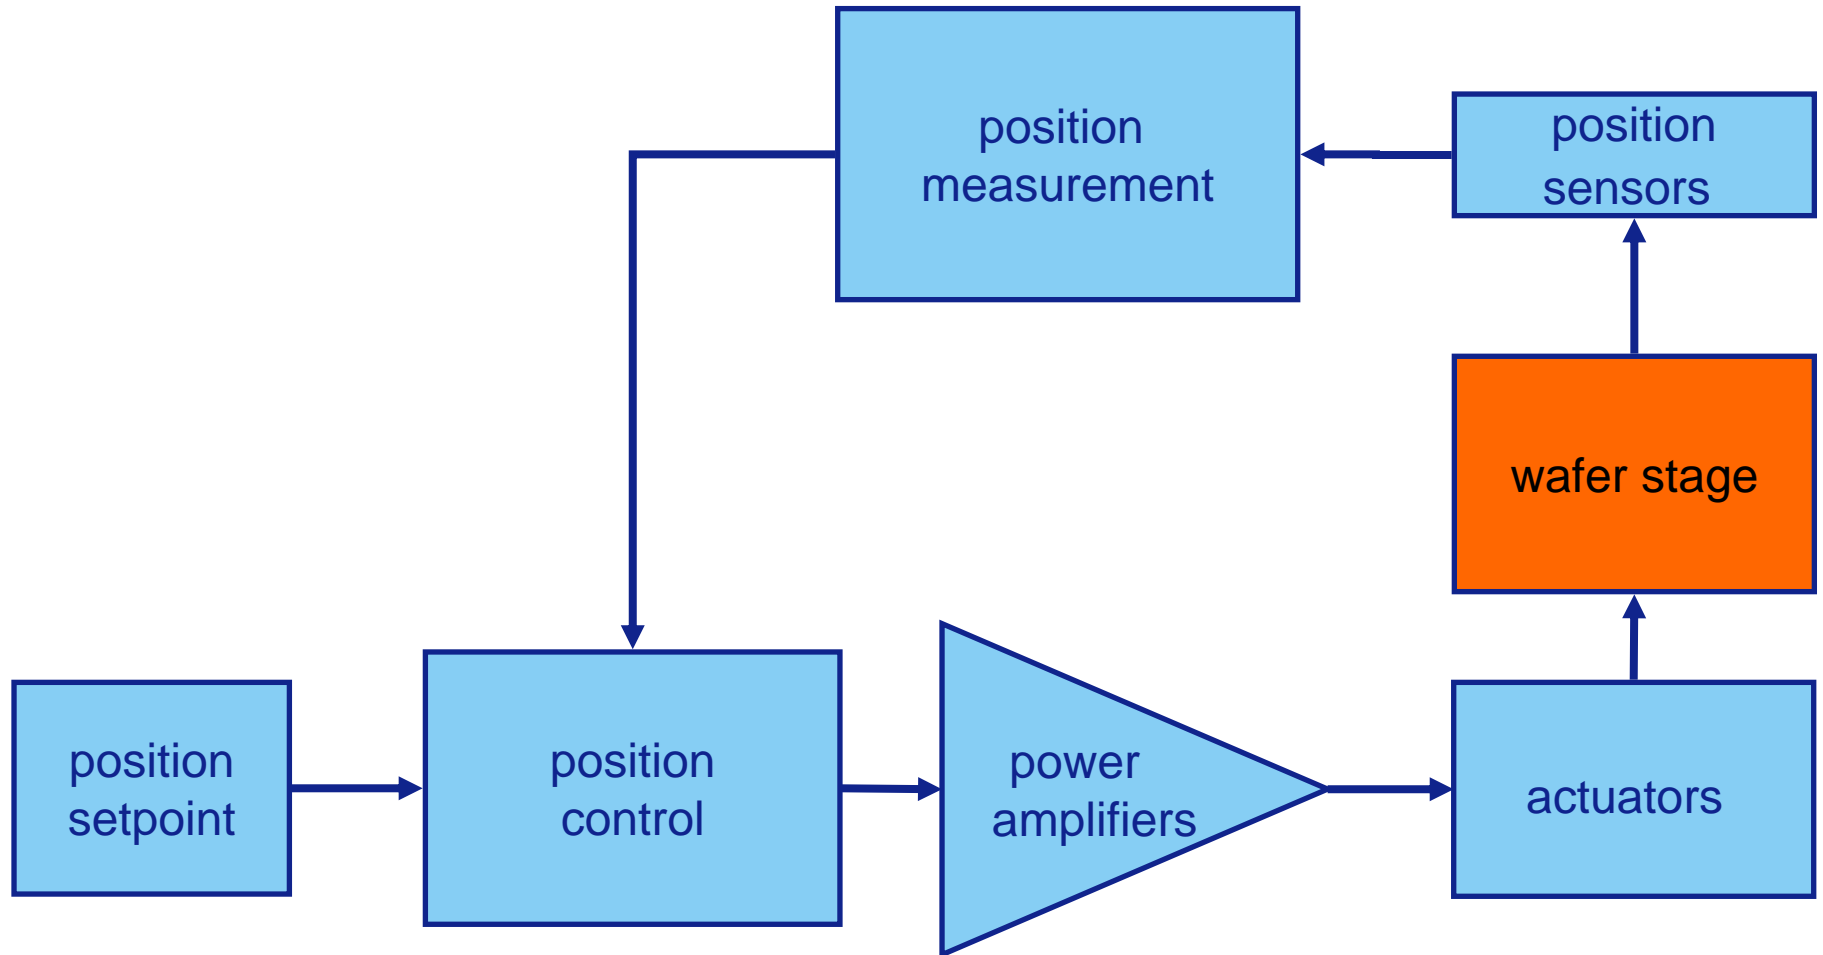 position
measurement
position
sensors
wafer stage
position
setpoint
position
control
power
amplifiers
actuators